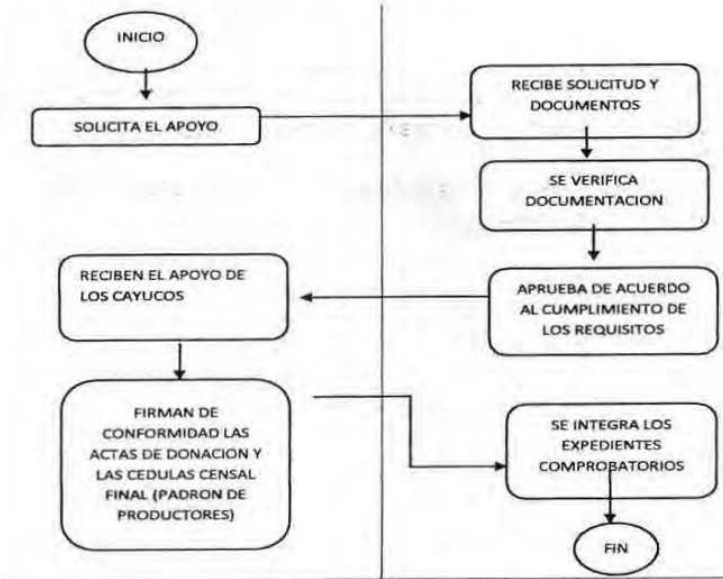 INICIO
SOLICITA EL APOYO
RECIBE SOLICITUD Y
DOCUMENTOS
SE VERIFICA
DOCUMENTACION
APRUEBA DE ACUERDO
AL CUMPLIMIENTO DE
LOS REQUISITOS
RECIBEN EL APOYO DE
LOS CAYUCOS
FIRMAN DE
CONFORMIDAD LAS
ACTAS DE DONACION Y
LAS CEDULAS CENSAL
FINAL (PADRON DE
PRODUCTORES)
SE INTEGRA LOS
EXPEDIENTES
COMPROBATORIOS
FIN